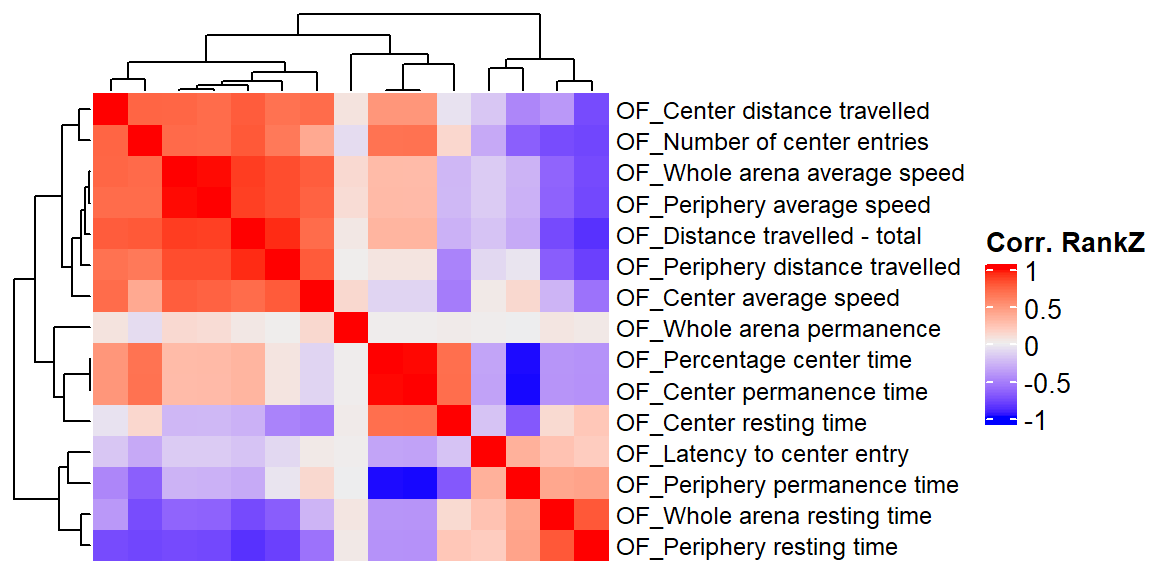 OF_Center distance travelled
OF_Number of center entries
OF_Whole arena average speed
OF_Periphery average speed
OF_Distance travelled - total
OF_Periphery distance travelled
OF_Center average speed
OF_Whole arena permanence
OF_Percentage center time
OF_Center permanence time
OF_Center resting time
OF_Latency to center entry
OF_Periphery permanence time
OF_Whole arena resting time
OF_Periphery resting time
Corr. RankZ
1
0.5
0
-0.5
-1